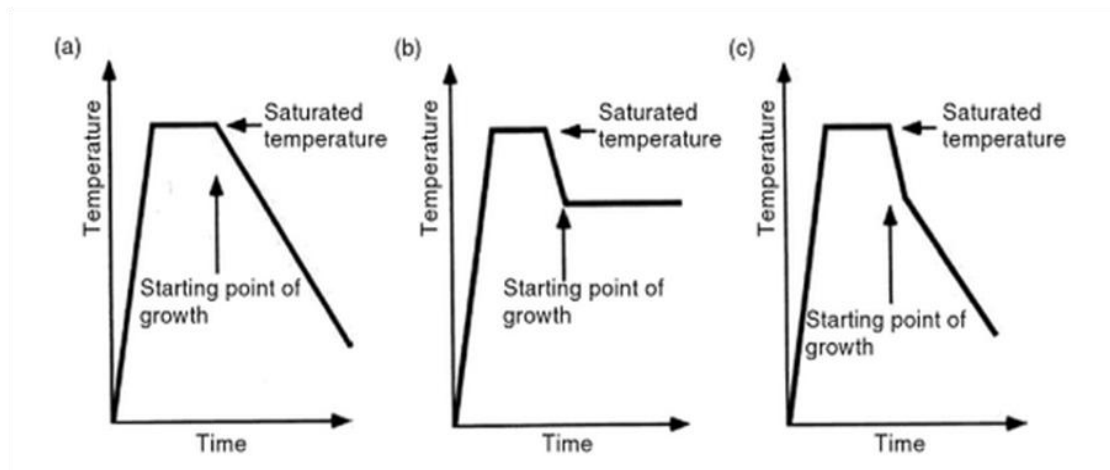 (a)
Temperature
Saturated
temperature
Starting point of
growth
Time
(b)
Temperature
Saturated
temperature
Starting point of
growth
Time
(c)
Temperature
Saturated
temperature
Starting point of
growth
Time